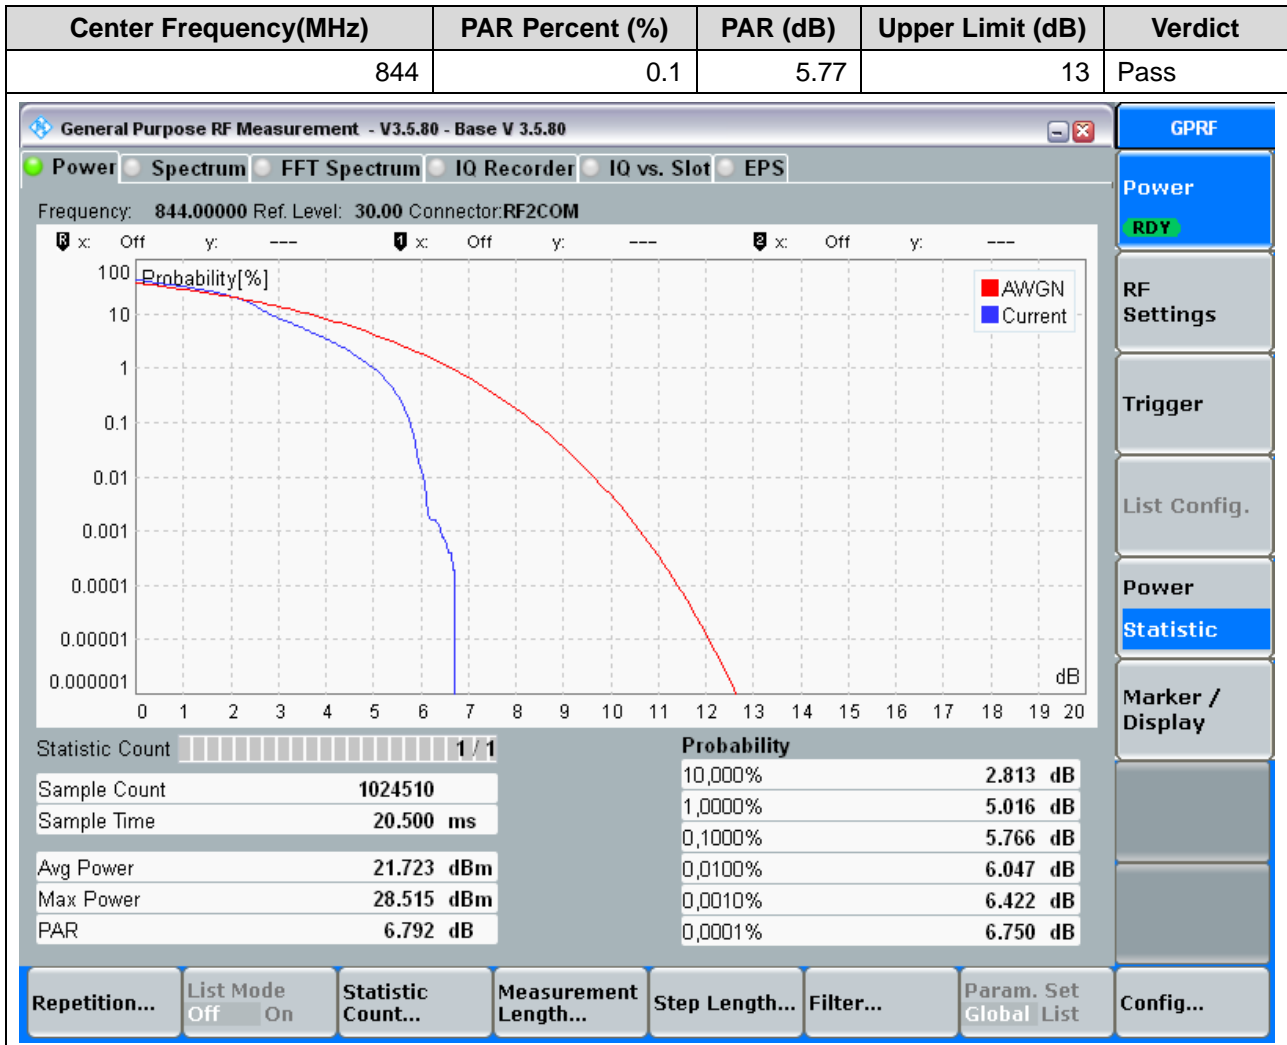 Center Frequency(MHz) PAR Percent (%) PAR (dB) Upper Limit (dB) Verdict
844 0.1 5.77 13 Pass
General Purpose RF Measurement - V3.5.80 - Base V 3.5.80
GPRF
Power Spectrum FFT Spectrum IQ Recorder IQ vs. Slot EPS
Frequency: 844.00000 Ref. Level: 30.00 Connector:RF2COM
R x: Off y: --- 1 x: Off y: --- 2 x: Off y: ---
Probability[%]
100
10
1
0.1
0.01
0.001
0.0001
0.00001
0.000001
AWGN
Current
dB
0 1 2 3 4 5 6 7 8 9 10 11 12 13 14 15 16 17 18 19 20
Statistic Count 1 / 1
Sample Count 1024510
Sample Time 20.500 ms
Avg Power 21.723 dBm
Max Power 28.515 dBm
PAR 6.792 dB
Probability
10,000% 2.813 dB
1,0000% 5.016 dB
0,1000% 5.766 dB
0,0100% 6.047 dB
0,0010% 6.422 dB
0,0001% 6.750 dB
Power
RDY
RF
Settings
Trigger
List Config.
Power
Statistic
Marker /
Display
Repetition...
List Mode
Off On
Statistic
Count...
Measurement
Length...
Step Length...
Filter...
Param. Set
Global List
Config...